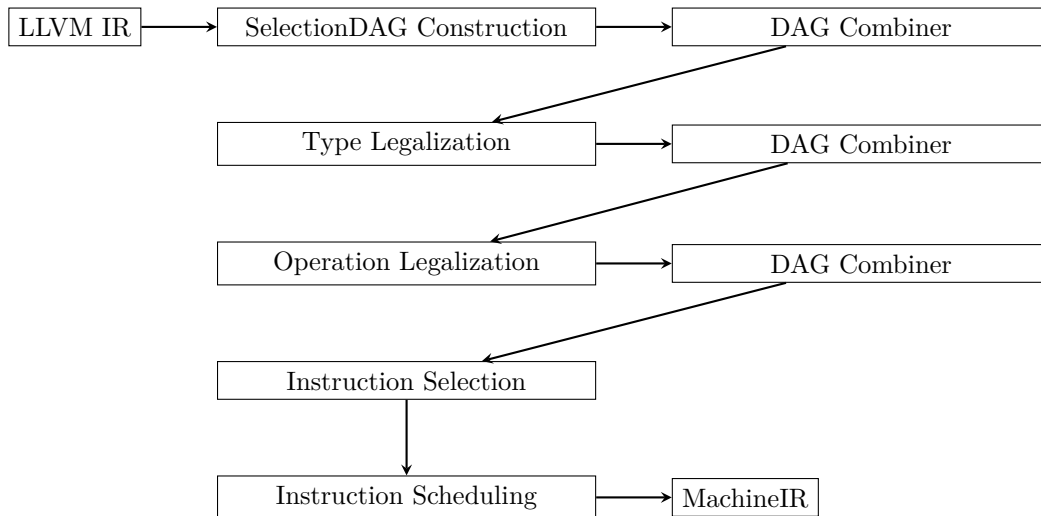 LLVM IR
SelectionDAG Construction
DAG Combiner
Type Legalization
DAG Combiner
Operation Legalization
DAG Combiner
Instruction Selection
Instruction Scheduling
MachineIR